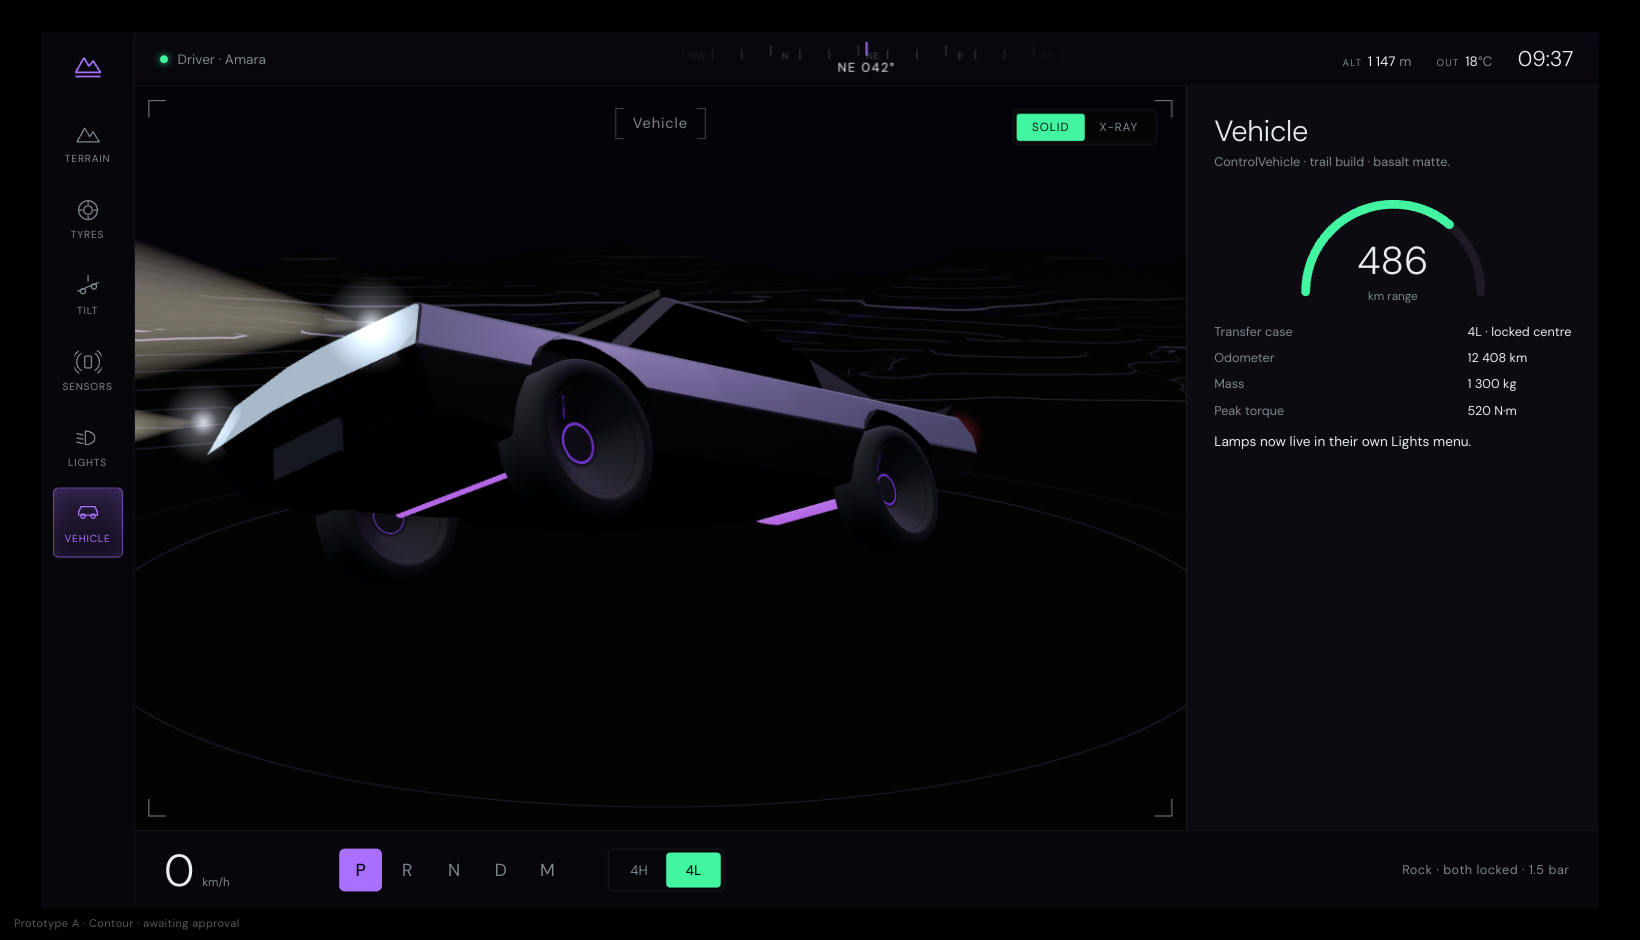 Driver · Amara
NW N NE E SE
NE 042°
ALT 1 147 m
OUT 18°C
09:37
TERRAIN
TYRES
TILT
SENSORS
LIGHTS
VEHICLE
Vehicle
SOLID
X-RAY
Vehicle
ControlVehicle · trail build · basalt matte.
486
km range
Transfer case 4L · locked centre
Odometer 12 408 km
Mass 1 300 kg
Peak torque 520 N·m
Lamps now live in their own Lights menu.
0 km/h
P R N D M
4H 4L
Rock · both locked · 1.5 bar
Prototype A · Contour · awaiting approval